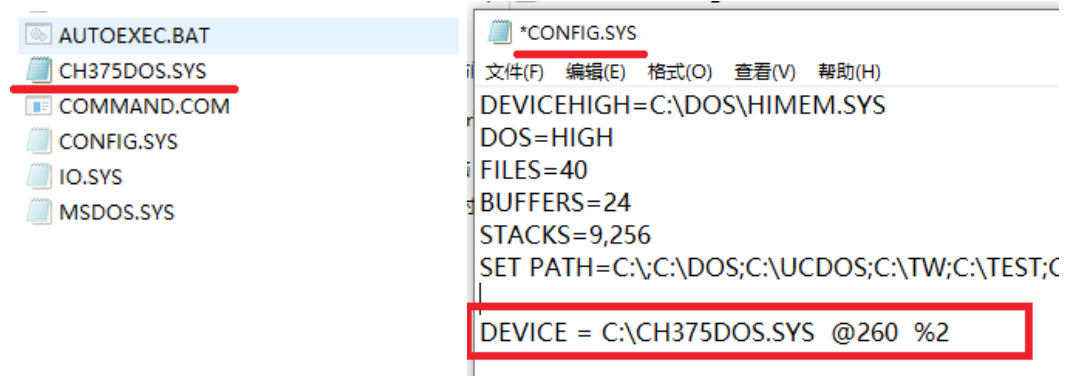 AUTOEXEC.BAT
CH375DOS.SYS
COMMAND.COM
CONFIG.SYS
IO.SYS
MSDOS.SYS
*CONFIG.SYS
文件(F) 编辑(E) 格式(O) 查看(V) 帮助(H)
DEVICEHIGH=C:\DOS\HIMEM.SYS
DOS=HIGH
FILES=40
BUFFERS=24
STACKS=9,256
SET PATH=C:\;C:\DOS;C:\UCDOS;C:\TW;C:\TEST;C
DEVICE = C:\CH375DOS.SYS  @260  %2